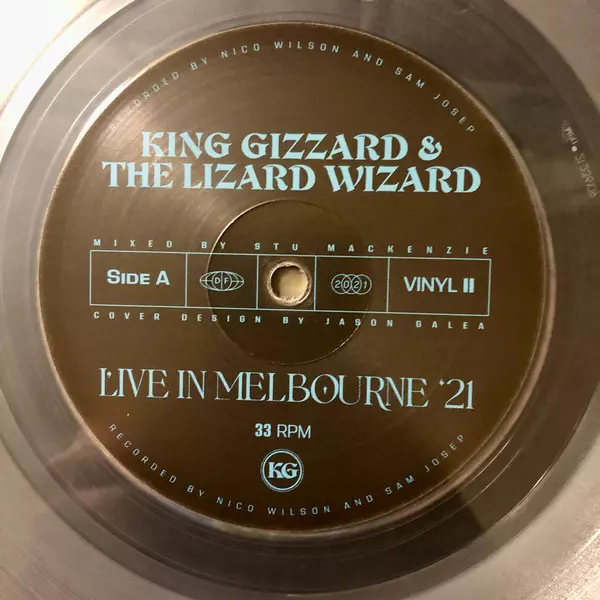 RECORDED BY NICO WILSON AND SAM JOSEP
KING GIZZARD &
THE LIZARD WIZARD
MIXED BY STU MACKENZIE
SIDE A
DF
2021
VINYL II
COVER DESIGN BY JASON GALEA
LIVE IN MELBOURNE '21
33 RPM
KG
RECORDED BY NICO WILSON AND SAM JOSEP